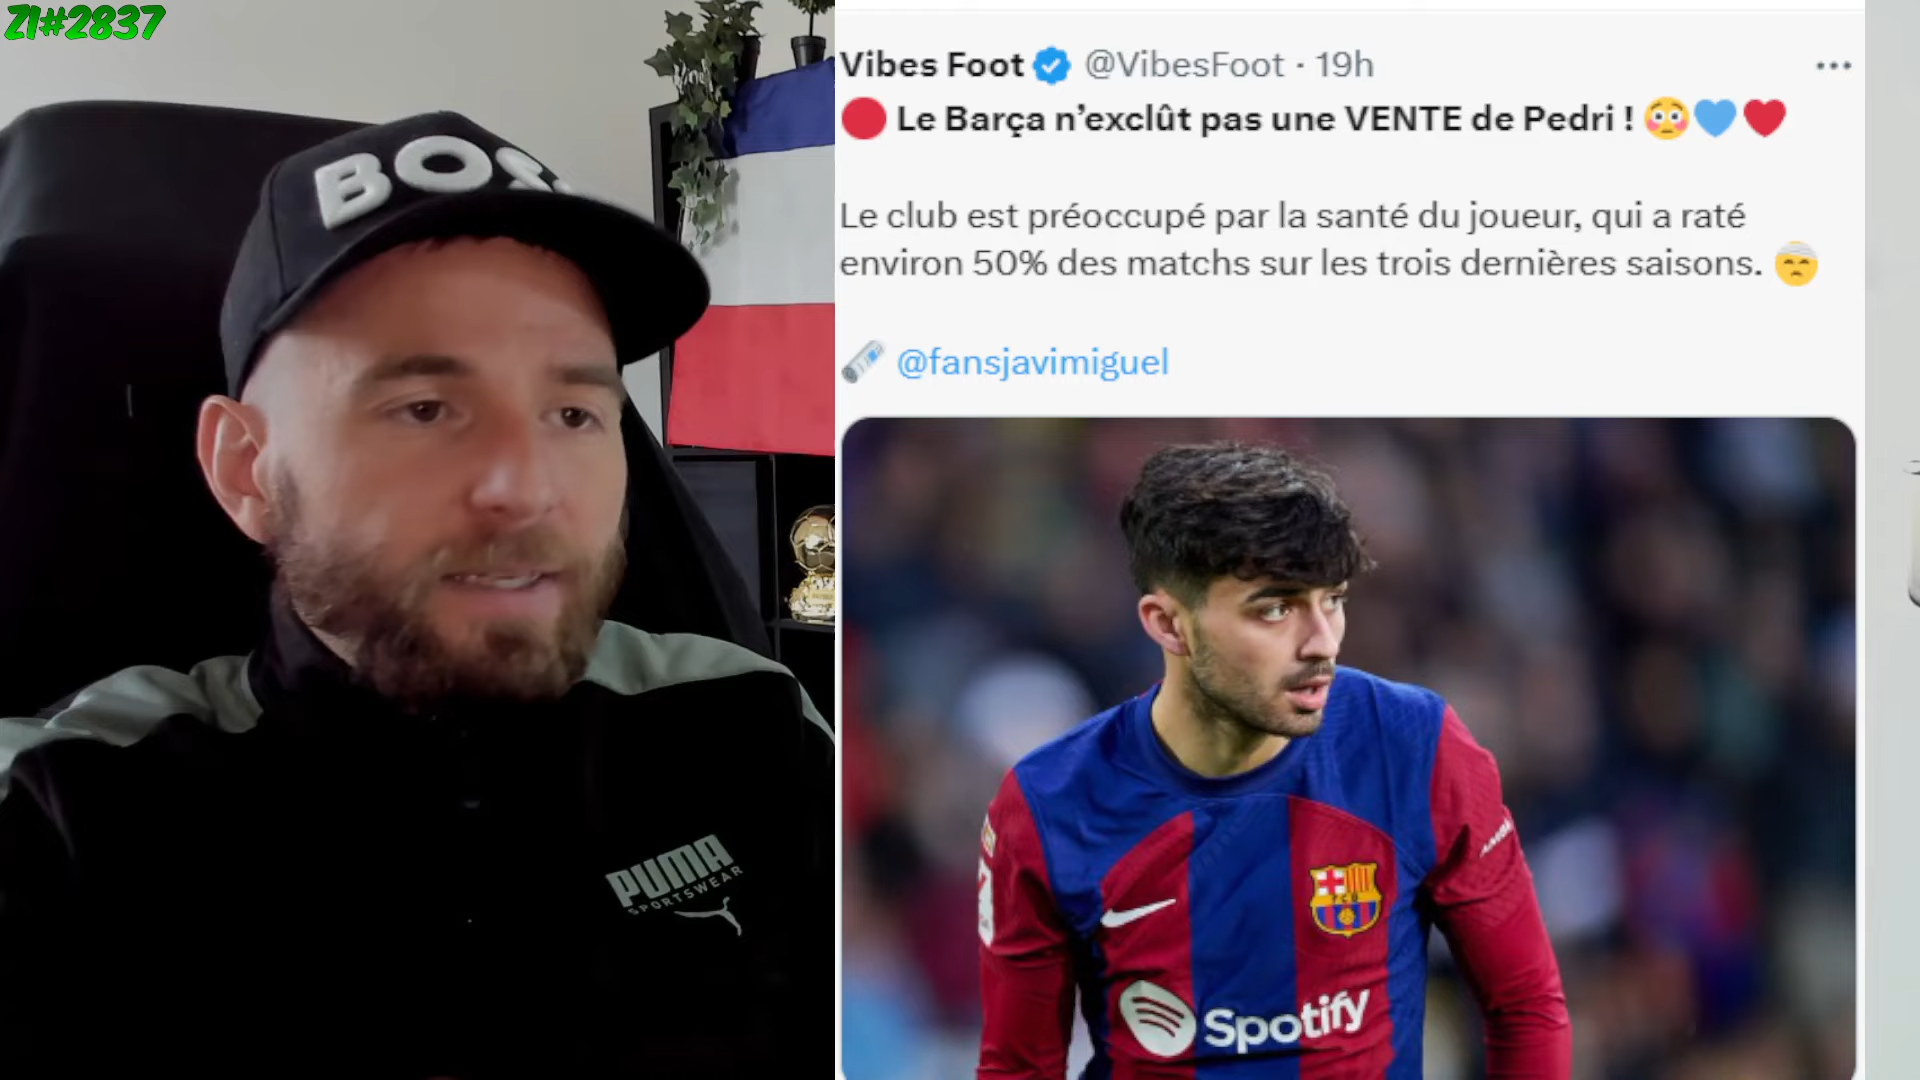 ZI#2837
BOSS
PUMA
SPORTSWEAR
Vibes Foot @VibesFoot · 19h
Le Barça n’exclût pas une VENTE de Pedri !
Le club est préoccupé par la santé du joueur, qui a raté
environ 50% des matchs sur les trois dernières saisons.
@fansjavimiguel
FCB
Spotify